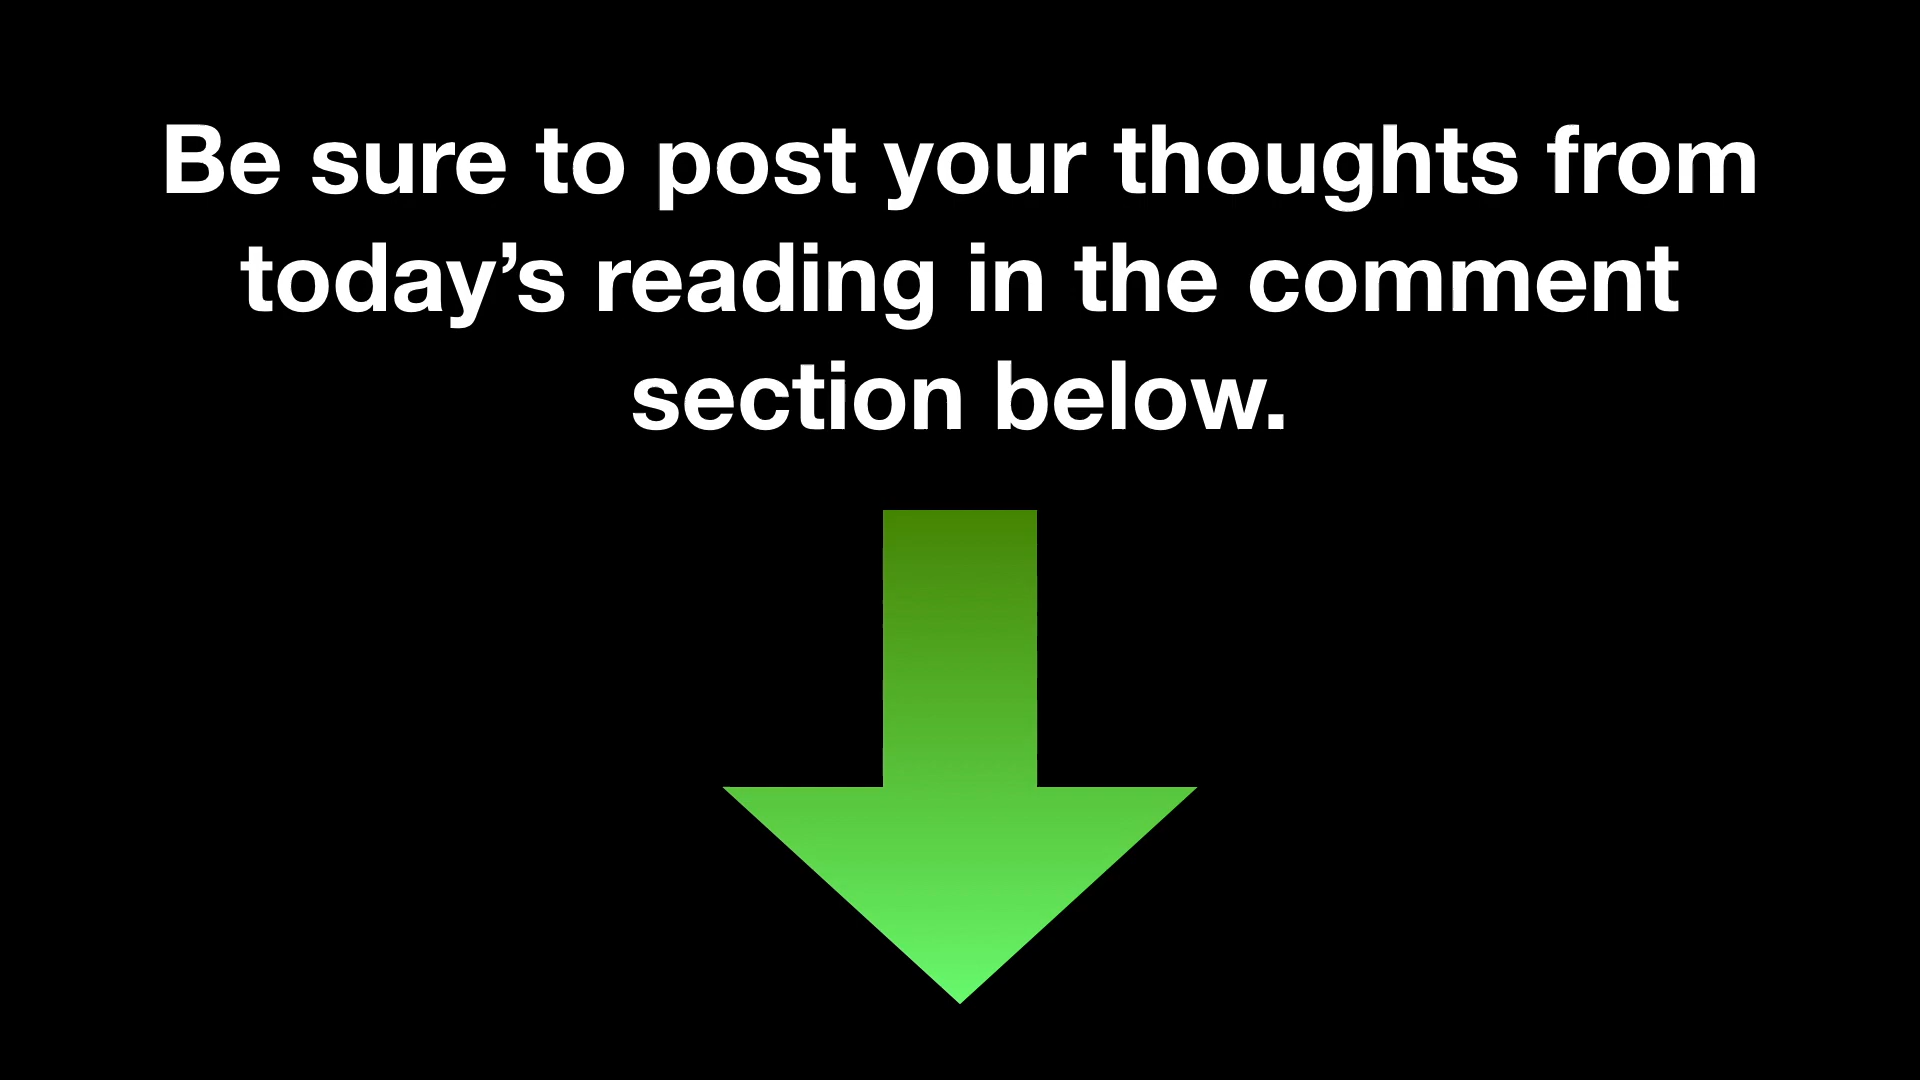 Be sure to post your thoughts from
today’s reading in the comment
section below.